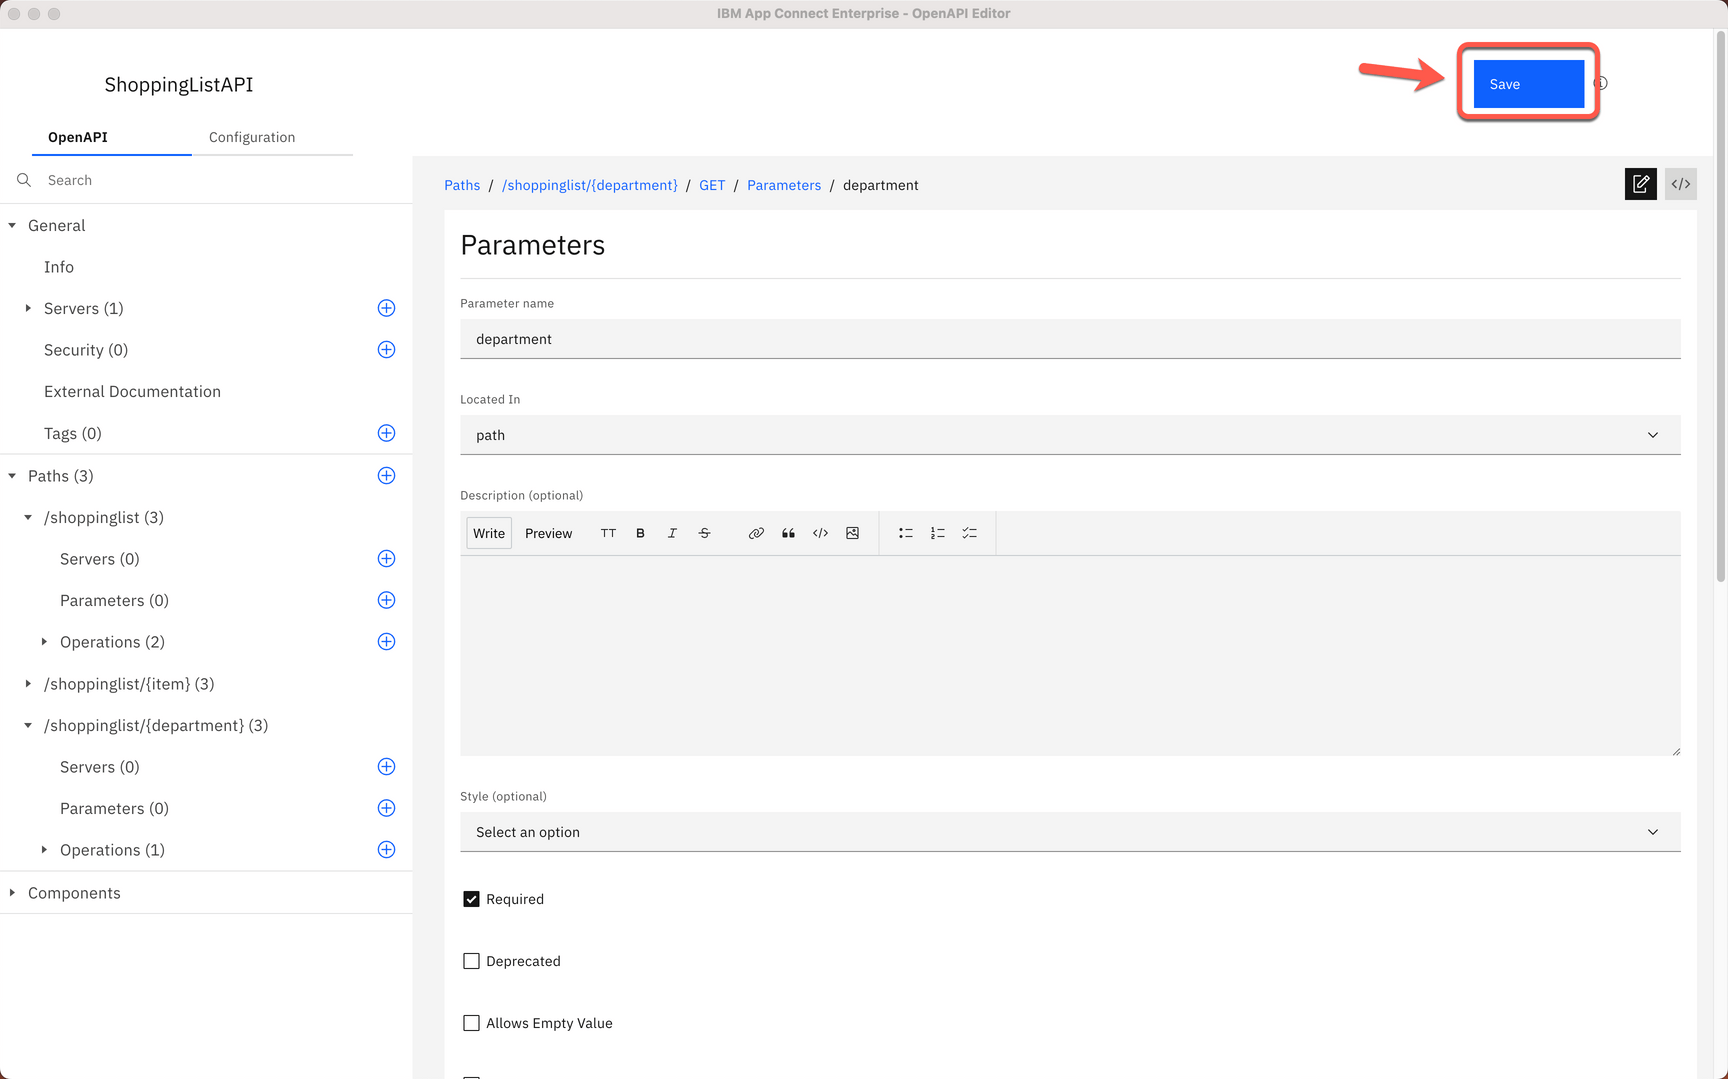 IBM App Connect Enterprise - OpenAPI Editor
ShoppingListAPI
Save
OpenAPI
Configuration
Search
General
Info
Servers (1)
Security (0)
External Documentation
Tags (0)
Paths (3)
/shoppinglist (3)
Servers (0)
Parameters (0)
Operations (2)
/shoppinglist/{item} (3)
/shoppinglist/{department} (3)
Servers (0)
Parameters (0)
Operations (1)
Components
Paths / /shoppinglist/{department} / GET / Parameters / department
Parameters
Parameter name
department
Located In
path
Description (optional)
Write Preview TT B I S
Style (optional)
Select an option
Required
Deprecated
Allows Empty Value